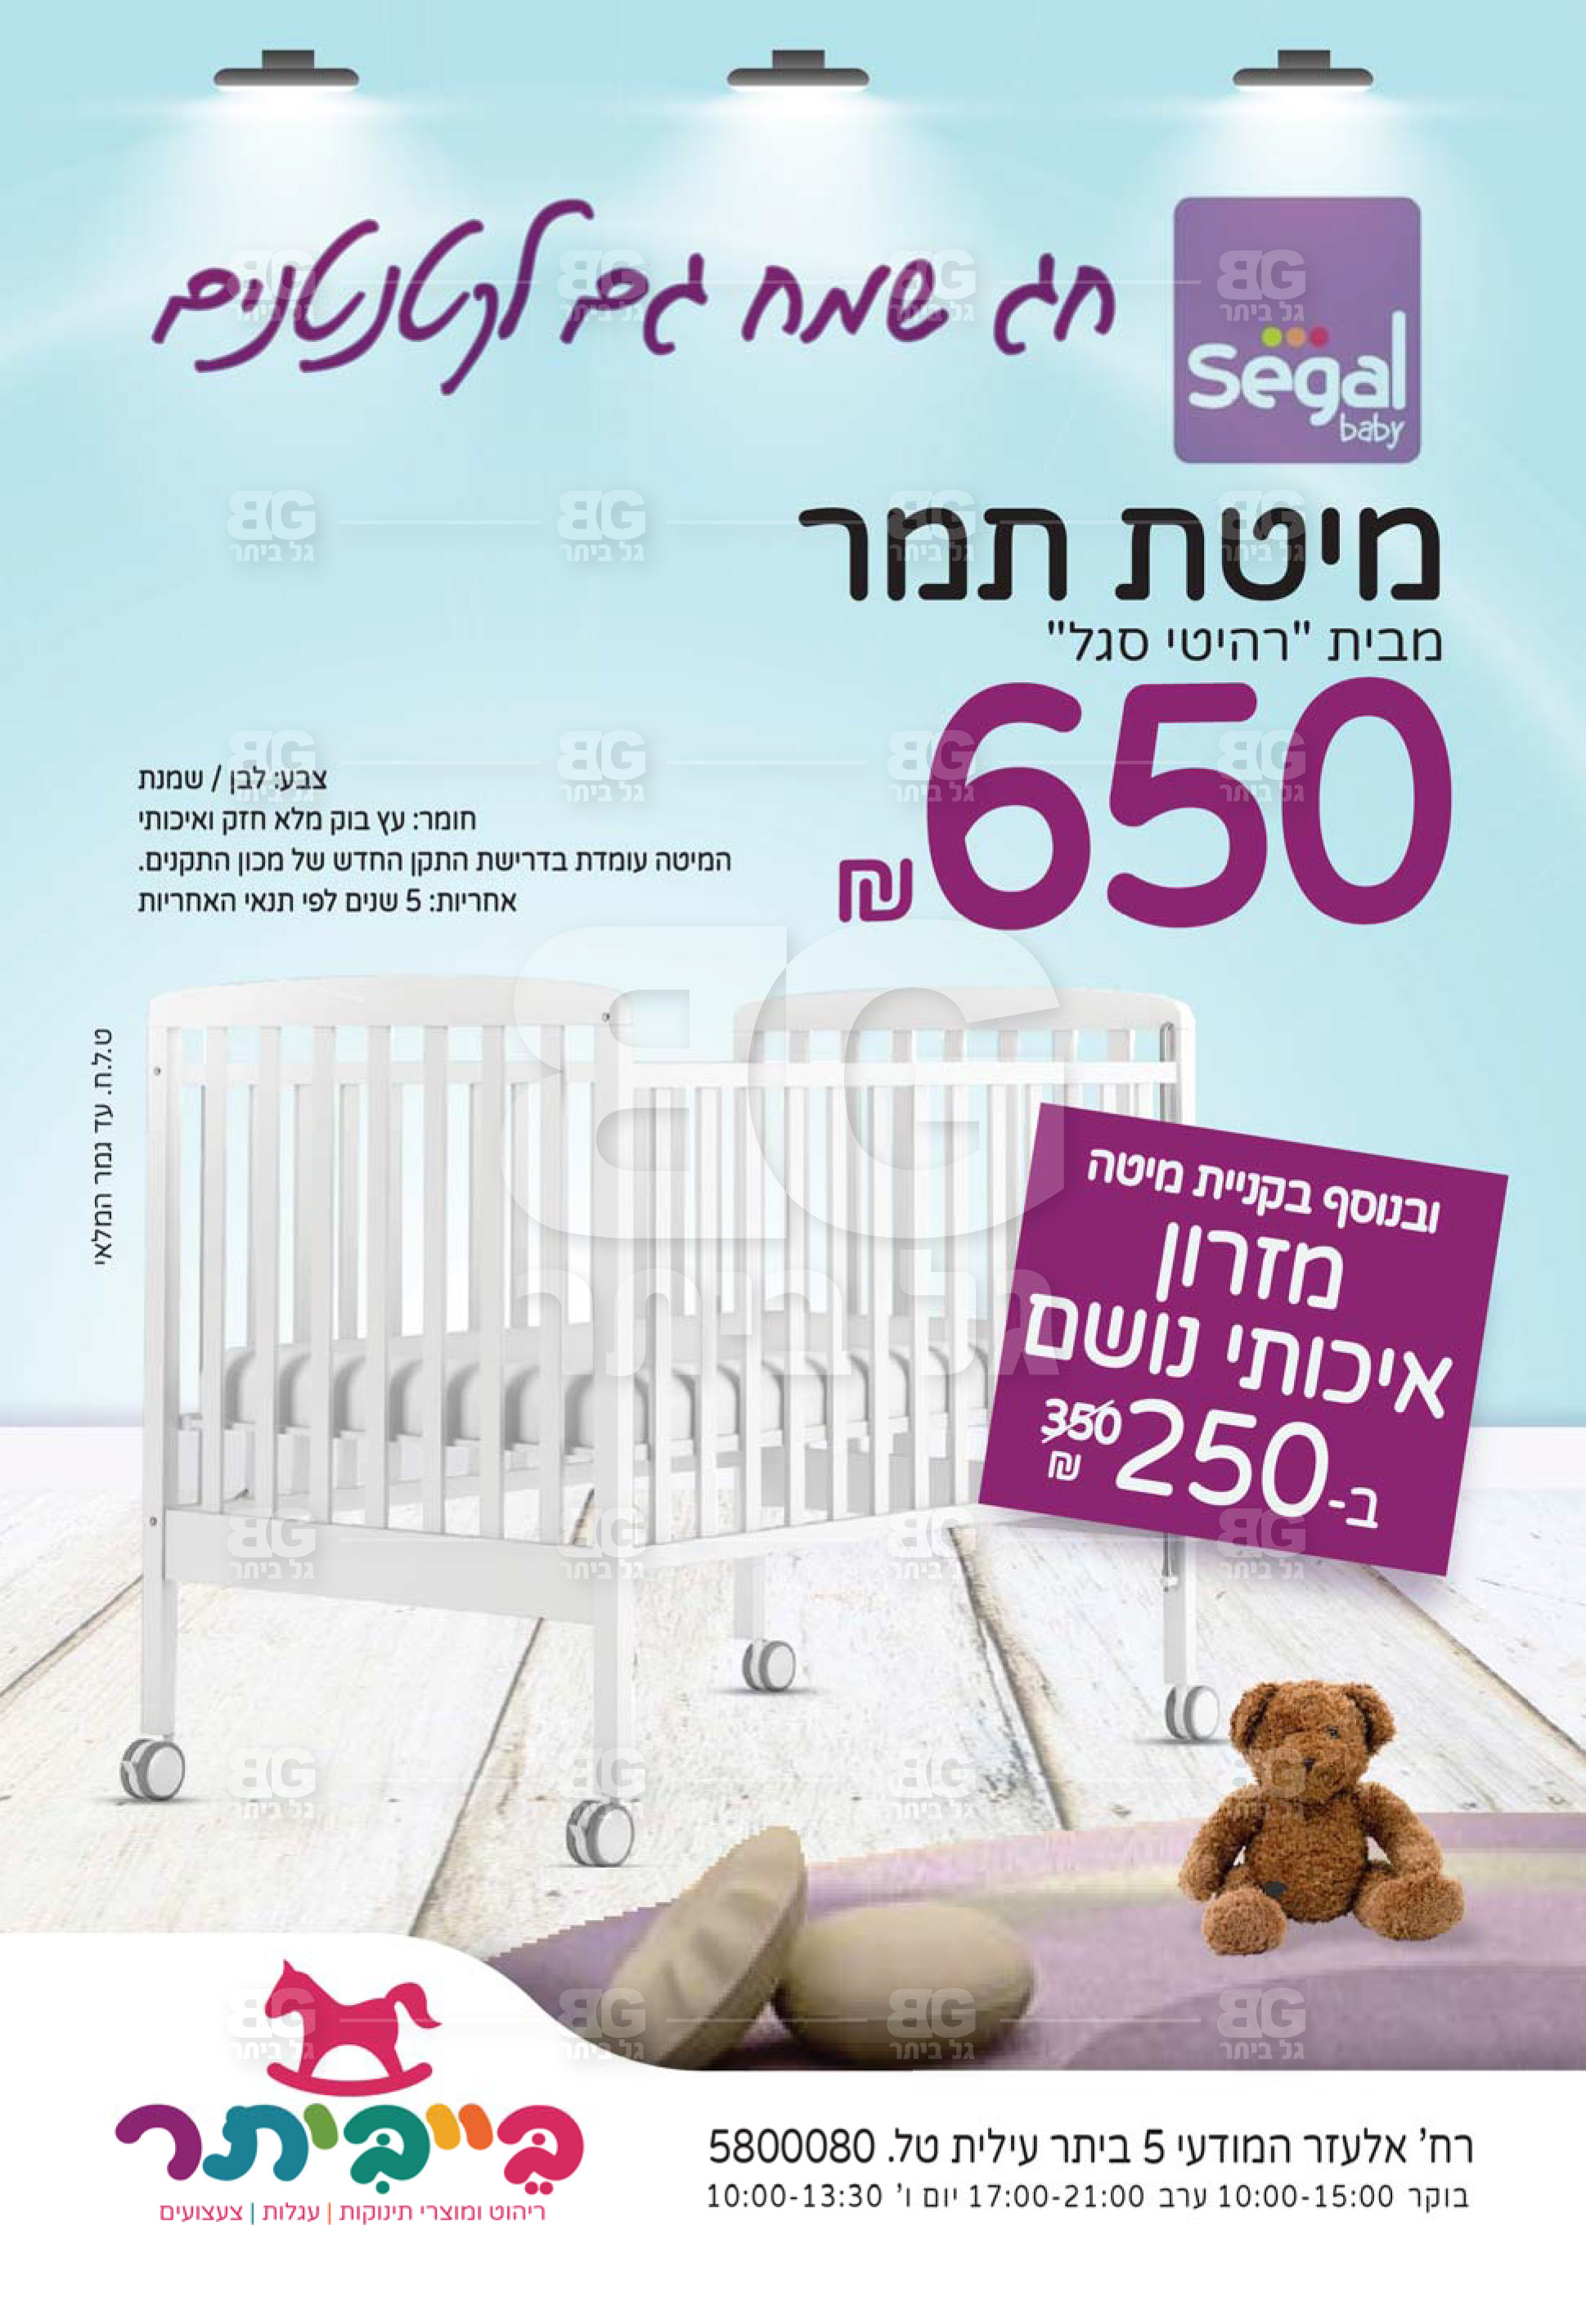 חג שמח גם לקטנטנים
segal
baby
מיטת תמר
מבית "רהיטי סגל"
650 ₪
צבע: לבן / שמנת
חומר: עץ בוק מלא חזק ואיכותי
המיטה עומדת בדרישת התקן החדש של מכון התקנים.
אחריות: 5 שנים לפי תנאי האחריות
ט.ל.ח. עד גמר המלאי
ובנוסף בקניית מיטה
מזרון
איכותי נושם
ב-250 350 ₪
בייביתר
ריהוט ומוצרי תינוקות | עגלות | צעצועים
רח' אלעזר המודעי 5 ביתר עילית טל. 5800080
בוקר 10:00-15:00 ערב 17:00-21:00 יום ו' 10:00-13:30
BG
גל ביתר